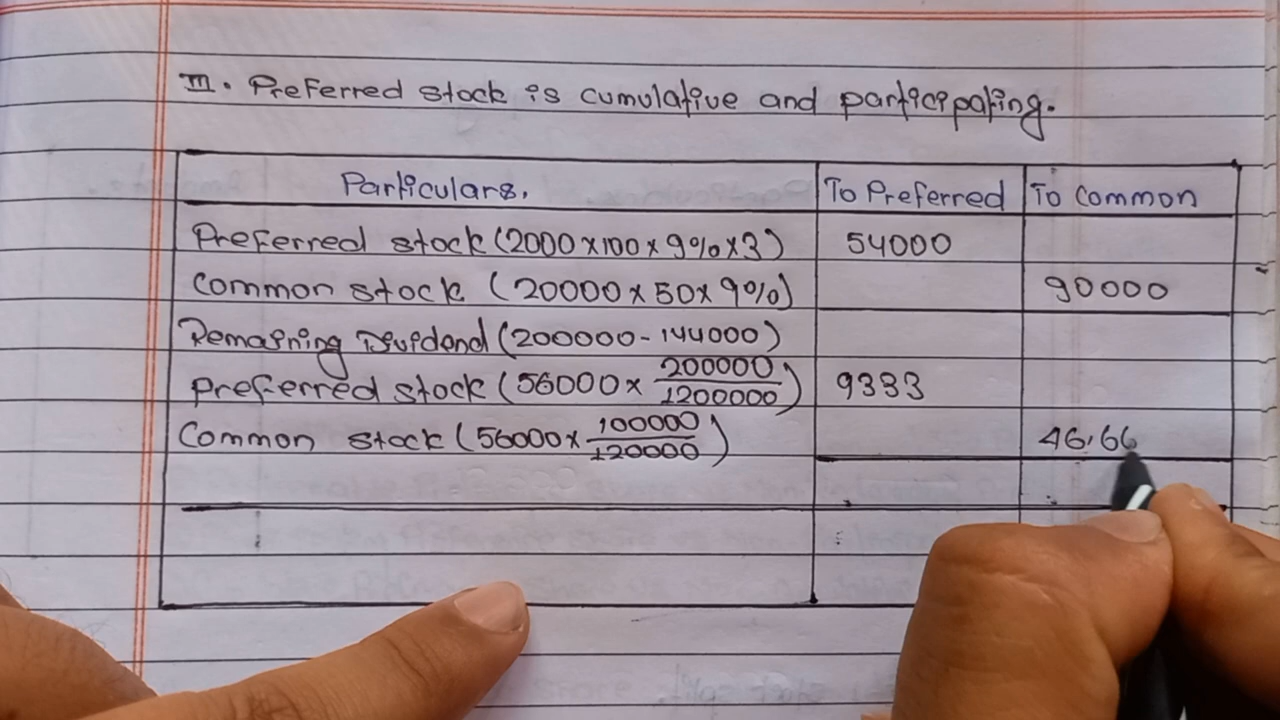 III. Preferred stock is cumulative and participating.
Particulars. To Preferred To Common
Preferred stock (2000×100×9%×3) 54000
Common stock (20000×50×9%) 90000
Remaining Dividend (200000-144000)
Preferred stock (56000× 200000/1200000) 9333
Common stock (56000× 100000/120000) 46,66